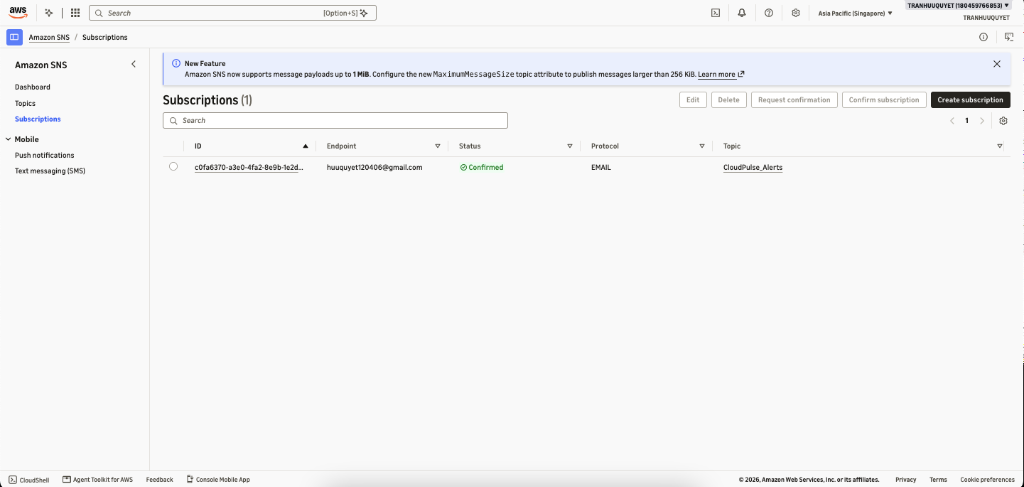 aws
Search [Option+S]
Asia Pacific (Singapore) ▼
TRANHUUQUYET (180459766853) ▼
TRANHUUQUYET
Amazon SNS / Subscriptions
Amazon SNS
Dashboard
Topics
Subscriptions
Mobile
Push notifications
Text messaging (SMS)
New Feature
Amazon SNS now supports message payloads up to 1 MiB. Configure the new MaximumMessageSize topic attribute to publish messages larger than 256 KiB. Learn more
Subscriptions (1)
Edit
Delete
Request confirmation
Confirm subscription
Create subscription
Search
1
ID Endpoint Status Protocol Topic
c0fa6370-a3e0-4fa2-8e9b-1e2d... huuquyet120406@gmail.com Confirmed EMAIL CloudPulse_Alerts
CloudShell Agent Toolkit for AWS Feedback Console Mobile App
© 2026, Amazon Web Services, Inc. or its affiliates. Privacy Terms Cookie preferences